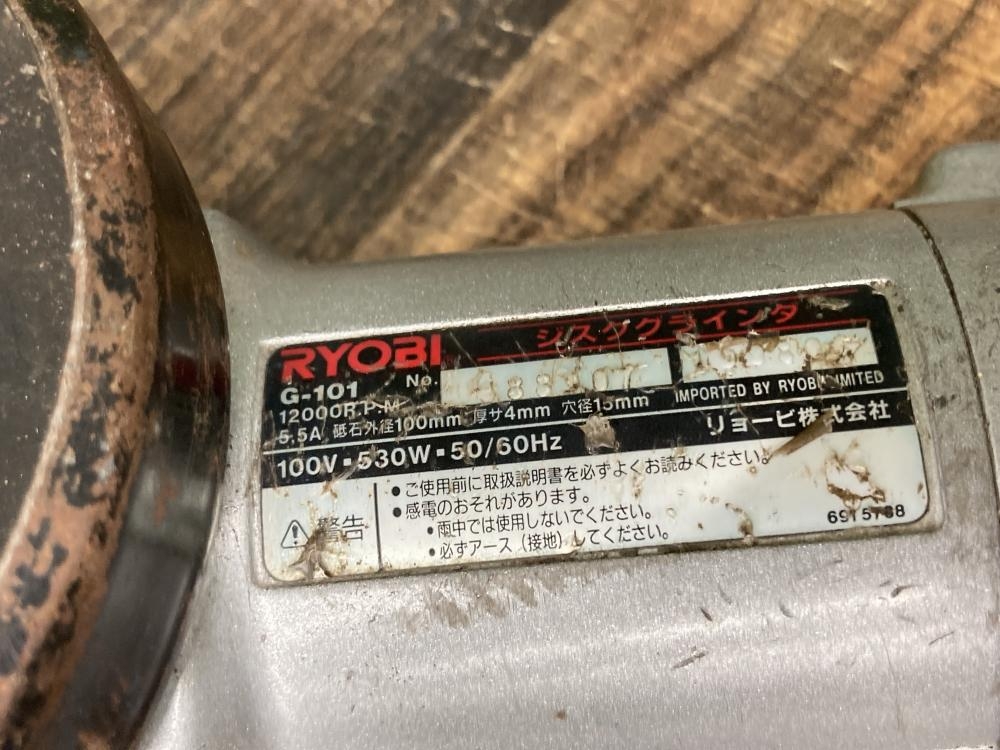 RYOBI ジスクグラインダ
G-101 No.
12000R.P.M IMPORTED BY RYOBI LIMITED
5.5A 砥石外径100mm 厚サ4mm 穴径15mm
100V・530W・50/60Hz リョービ株式会社
警告
●ご使用前に取扱説明書を必ずよくお読みください。
●感電のおそれがあります。
・雨中では使用しないでください。
・必ずアース（接地）してください。
6915788